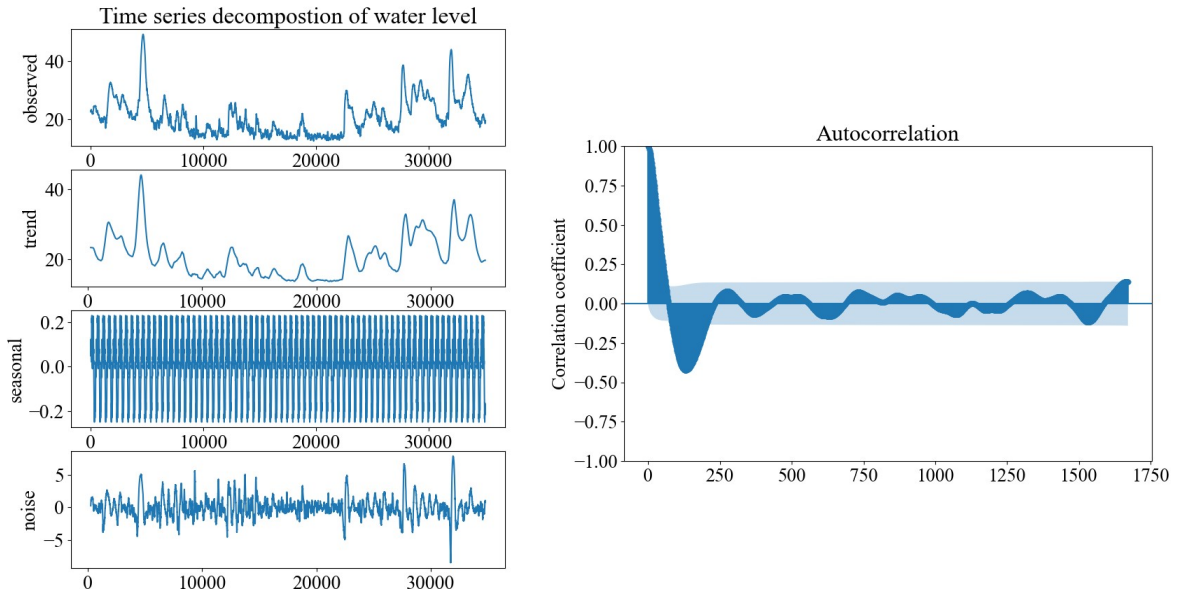 Time series decompostion of water level
observed
40
20
0 10000 20000 30000
trend
40
20
0 10000 20000 30000
seasonal
0.2
0.0
−0.2
0 10000 20000 30000
noise
5
0
−5
0 10000 20000 30000
Autocorrelation
Correlation coefficient
1.00
0.75
0.50
0.25
0.00
−0.25
−0.50
−0.75
−1.00
0 250 500 750 1000 1250 1500 1750